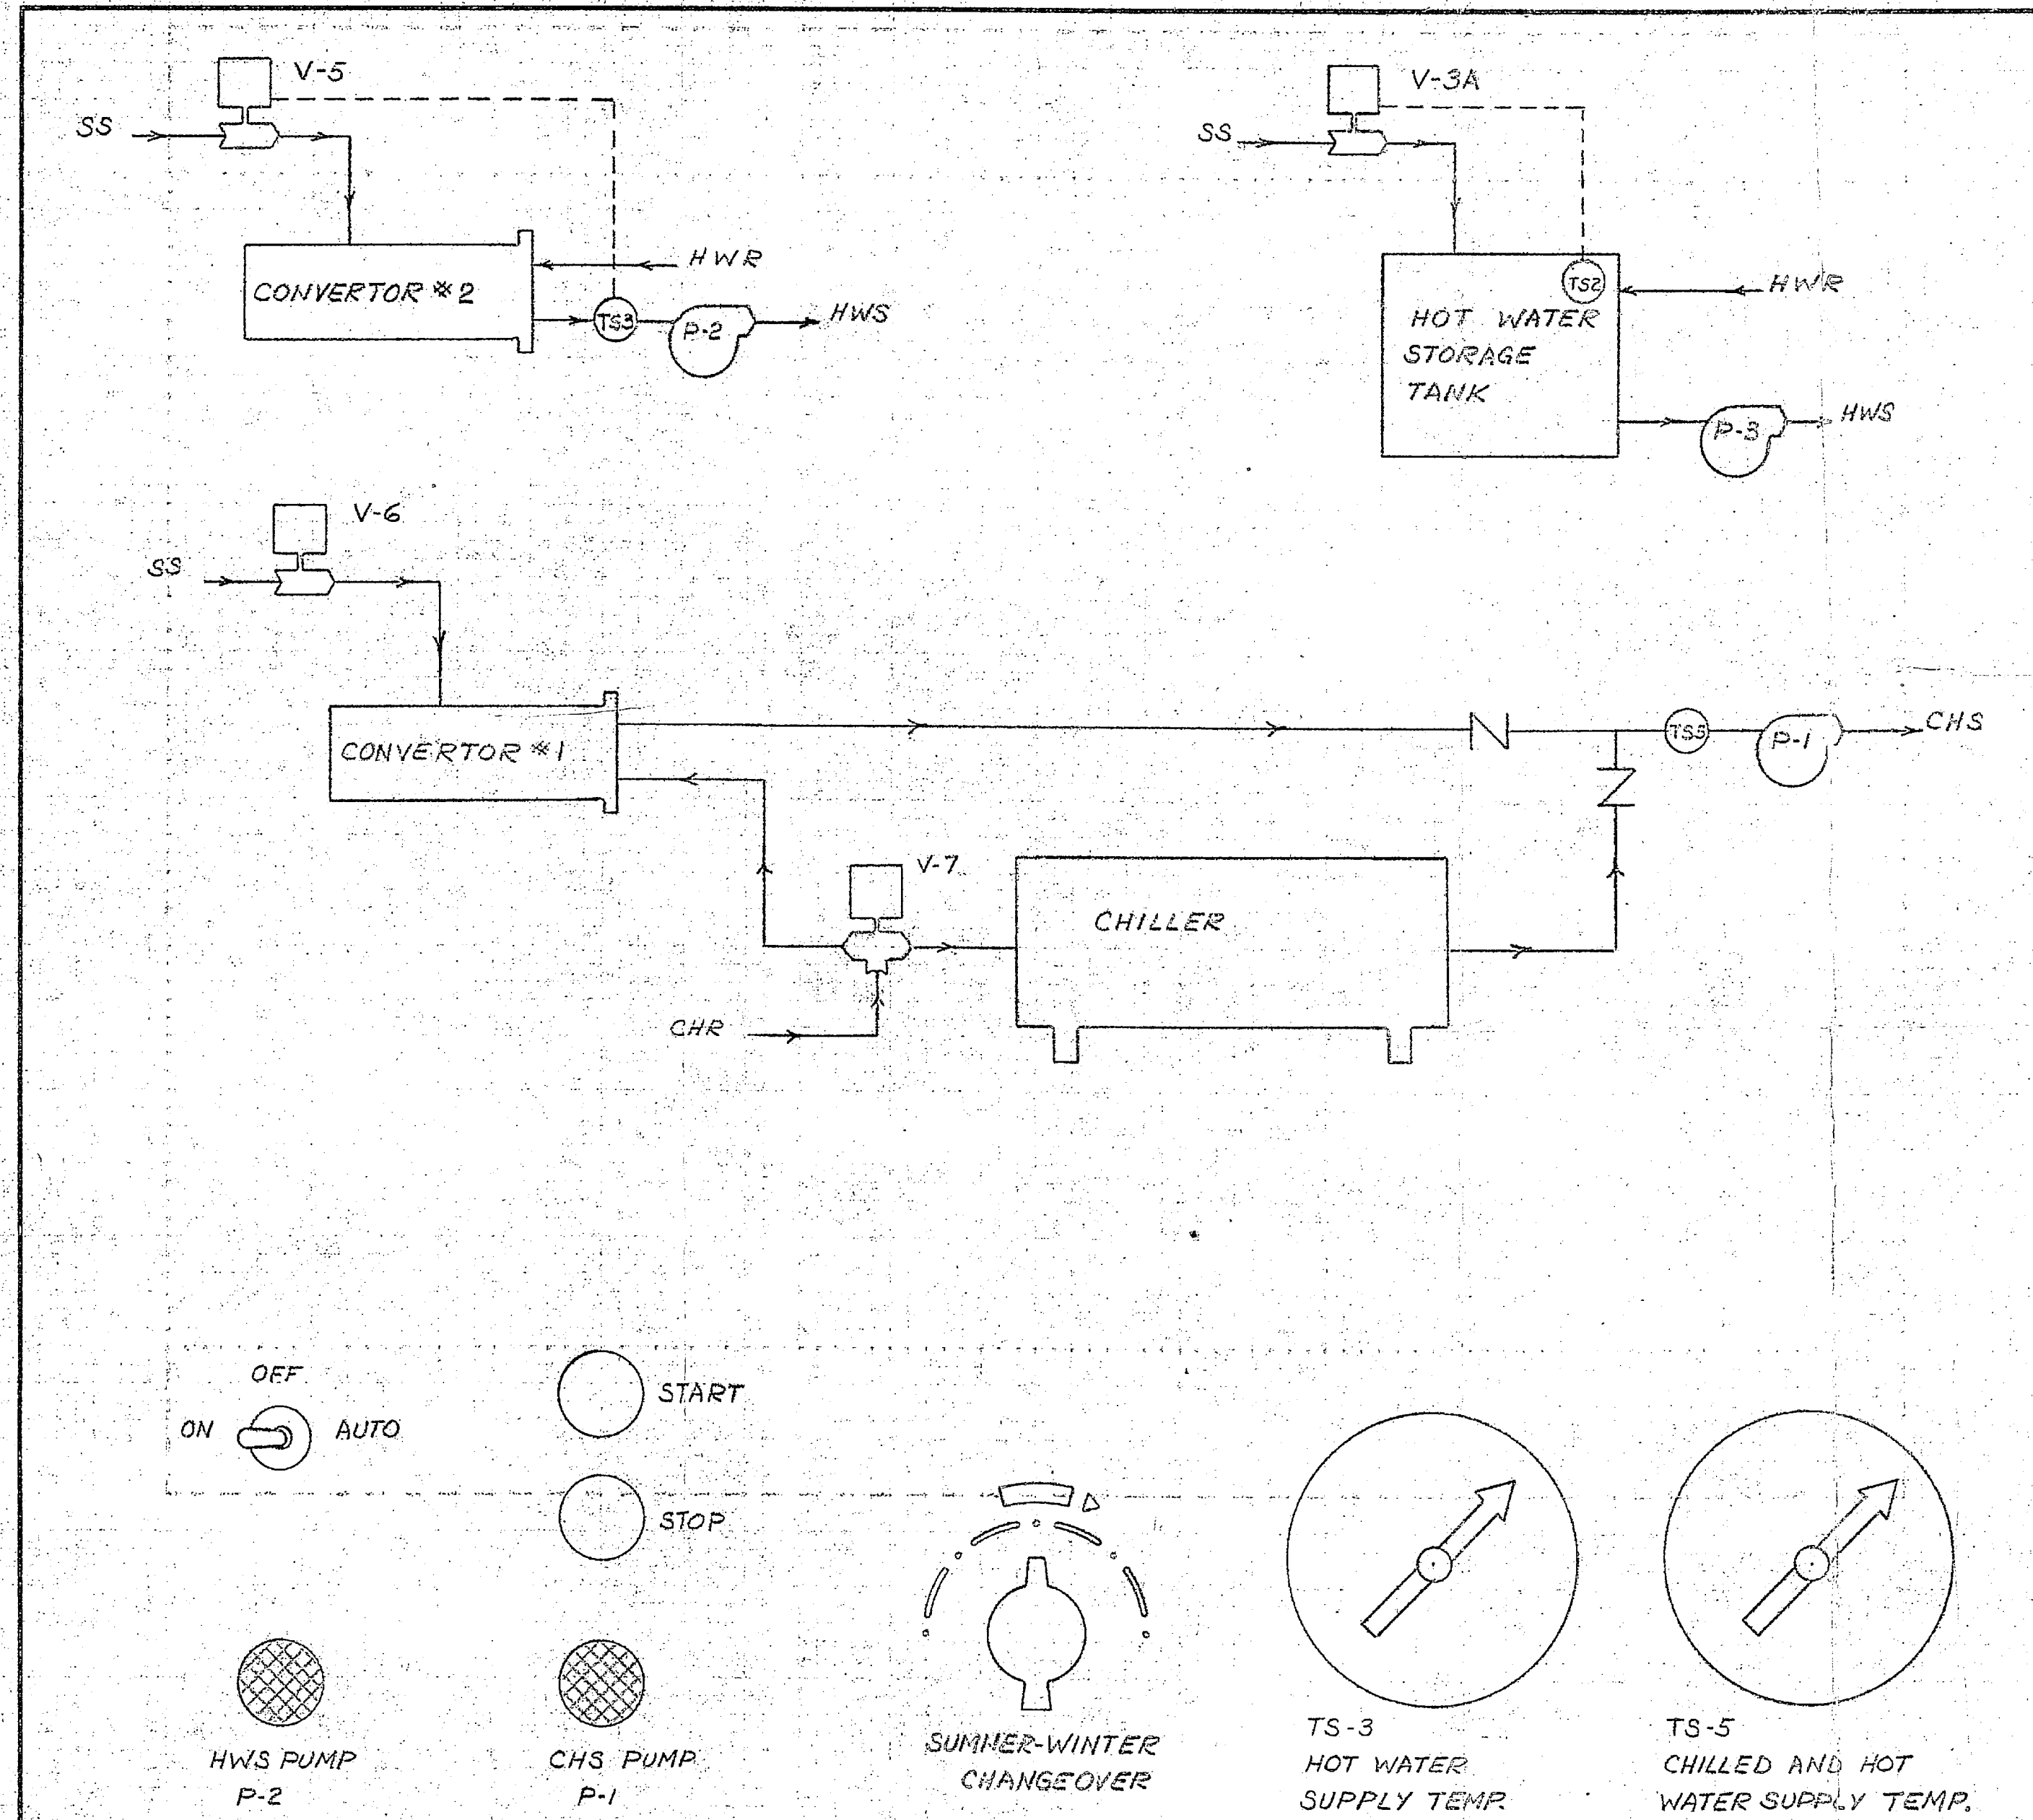 V-5
SS
HWR
CONVERTOR #2
TS3
P-2
HWS
V-3A
SS
TS2
HWR
HOT WATER
STORAGE
TANK
P-3
HWS
V-6
SS
CONVERTOR #1
TS5
P-1
CHS
V-7
CHILLER
CHR
OFF
ON
AUTO
START
STOP
HWS PUMP
P-2
CHS PUMP
P-1
SUMMER-WINTER
CHANGEOVER
TS-3
HOT WATER
SUPPLY TEMP.
TS-5
CHILLED AND HOT
WATER SUPPLY TEMP.